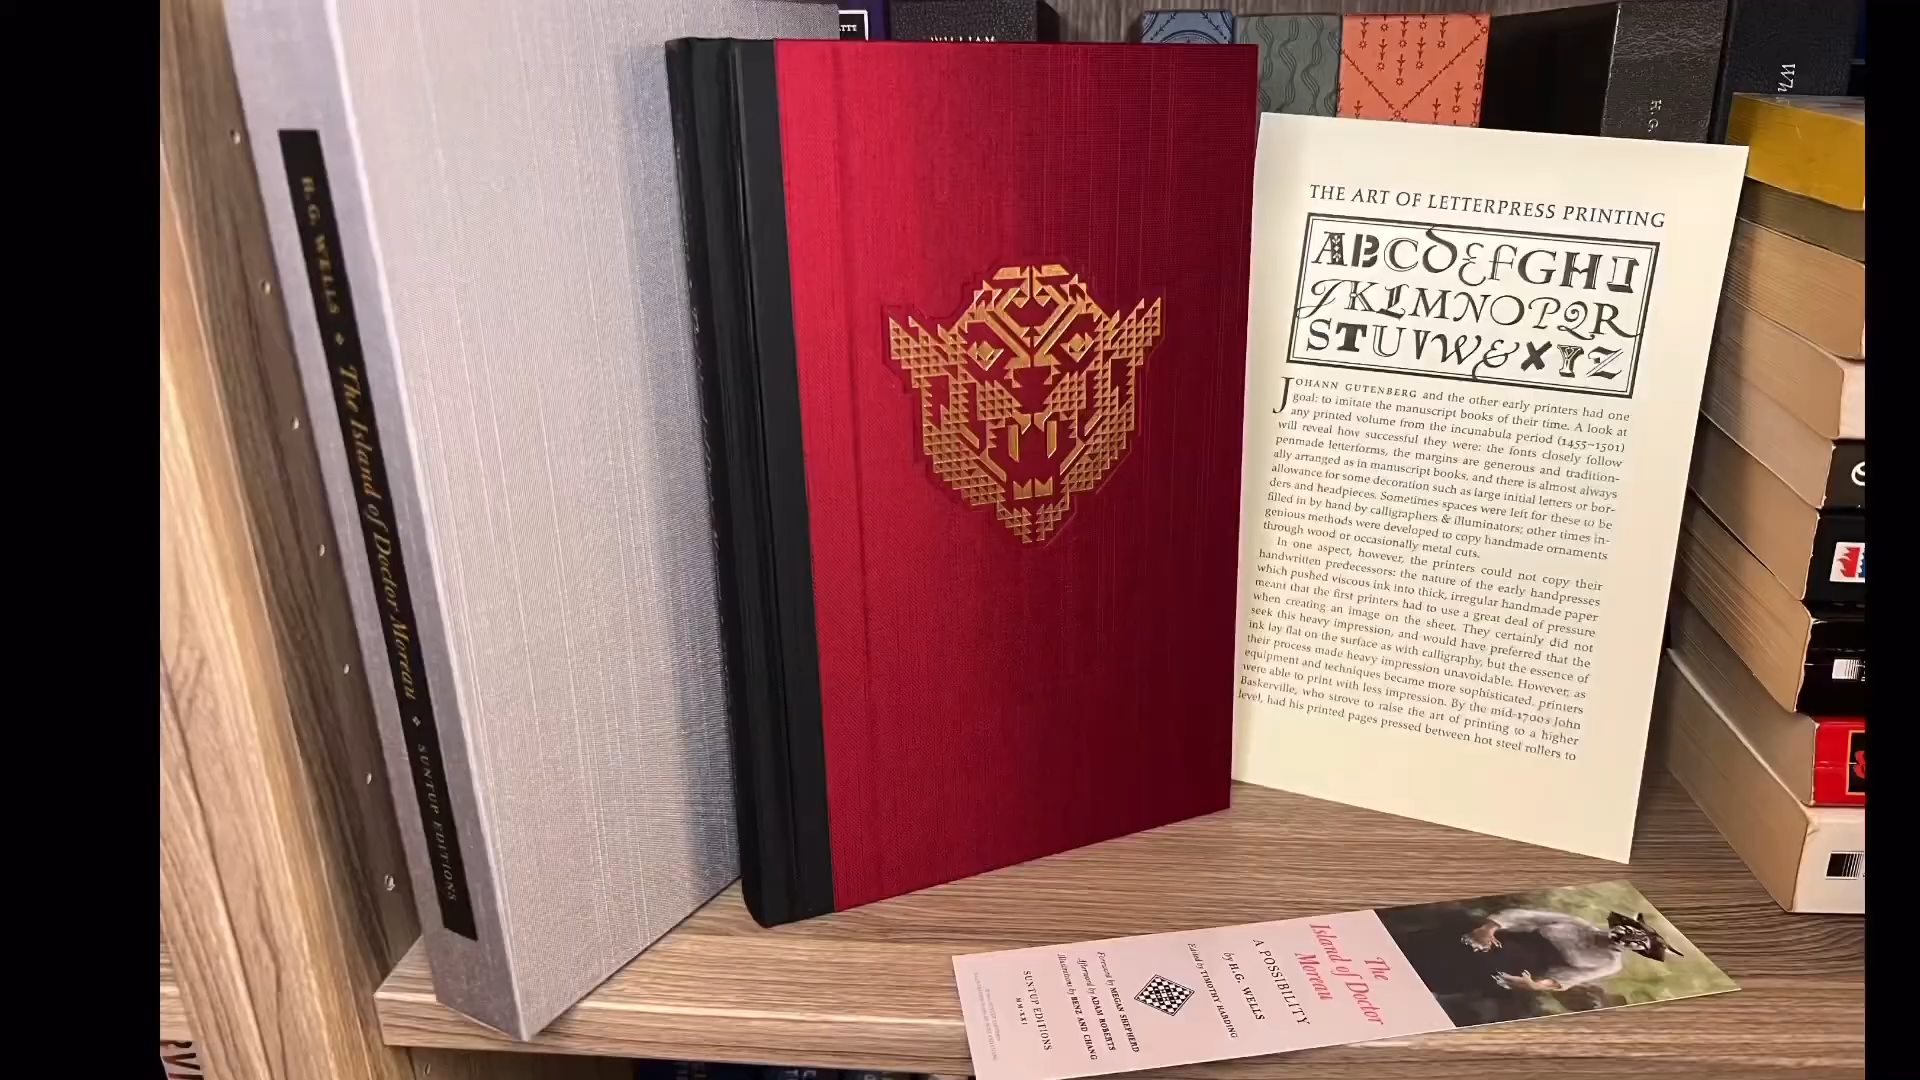 H.G. WELLS ❖ The Island of Doctor Moreau ❖ SUNTUP EDITIONS
WILLIAM
H.G.
THE ART OF LETTERPRESS PRINTING
ABCDEFGHI
JKLMNOPQR
STUVW&XYZ
JOHANN GUTENBERG and the other early printers had one
goal: to imitate the manuscript books of their time. A look at
any printed volume from the incunabula period (1455–1501)
will reveal how successful they were: the fonts closely follow
penmade letterforms, the margins are generous and tradition-
ally arranged as in manuscript books, and there is almost always
allowance for some decoration such as large initial letters or bor-
ders and headpieces. Sometimes spaces were left for these to be
filled in by hand by calligraphers & illuminators; other times in-
genious methods were developed to copy handmade ornaments
through wood or occasionally metal cuts.
In one aspect, however, the printers could not copy their
handwritten predecessors: the nature of the early handpresses
which pushed viscous ink into thick, irregular handmade paper
meant that the first printers had to use a great deal of pressure
when creating an image on the sheet. They certainly did not
seek this heavy impression, and would have preferred that the
ink lay flat on the surface as with calligraphy, but the essence of
their process made heavy impression unavoidable. However, as
equipment and techniques became more sophisticated, printers
were able to print with less impression. By the mid-1700s John
Baskerville, who strove to raise the art of printing to a higher
level, had his printed pages pressed between hot steel rollers to
The
Island of Doctor
Moreau
A POSSIBILITY
by H.G. WELLS
Edited by TIMOTHY HARDING
Foreword by MEGAN SHEPHERD
Afterword by ADAM ROBERTS
Illustrations by BENZ AND CHANG
SUNTUP EDITIONS
MMXXI